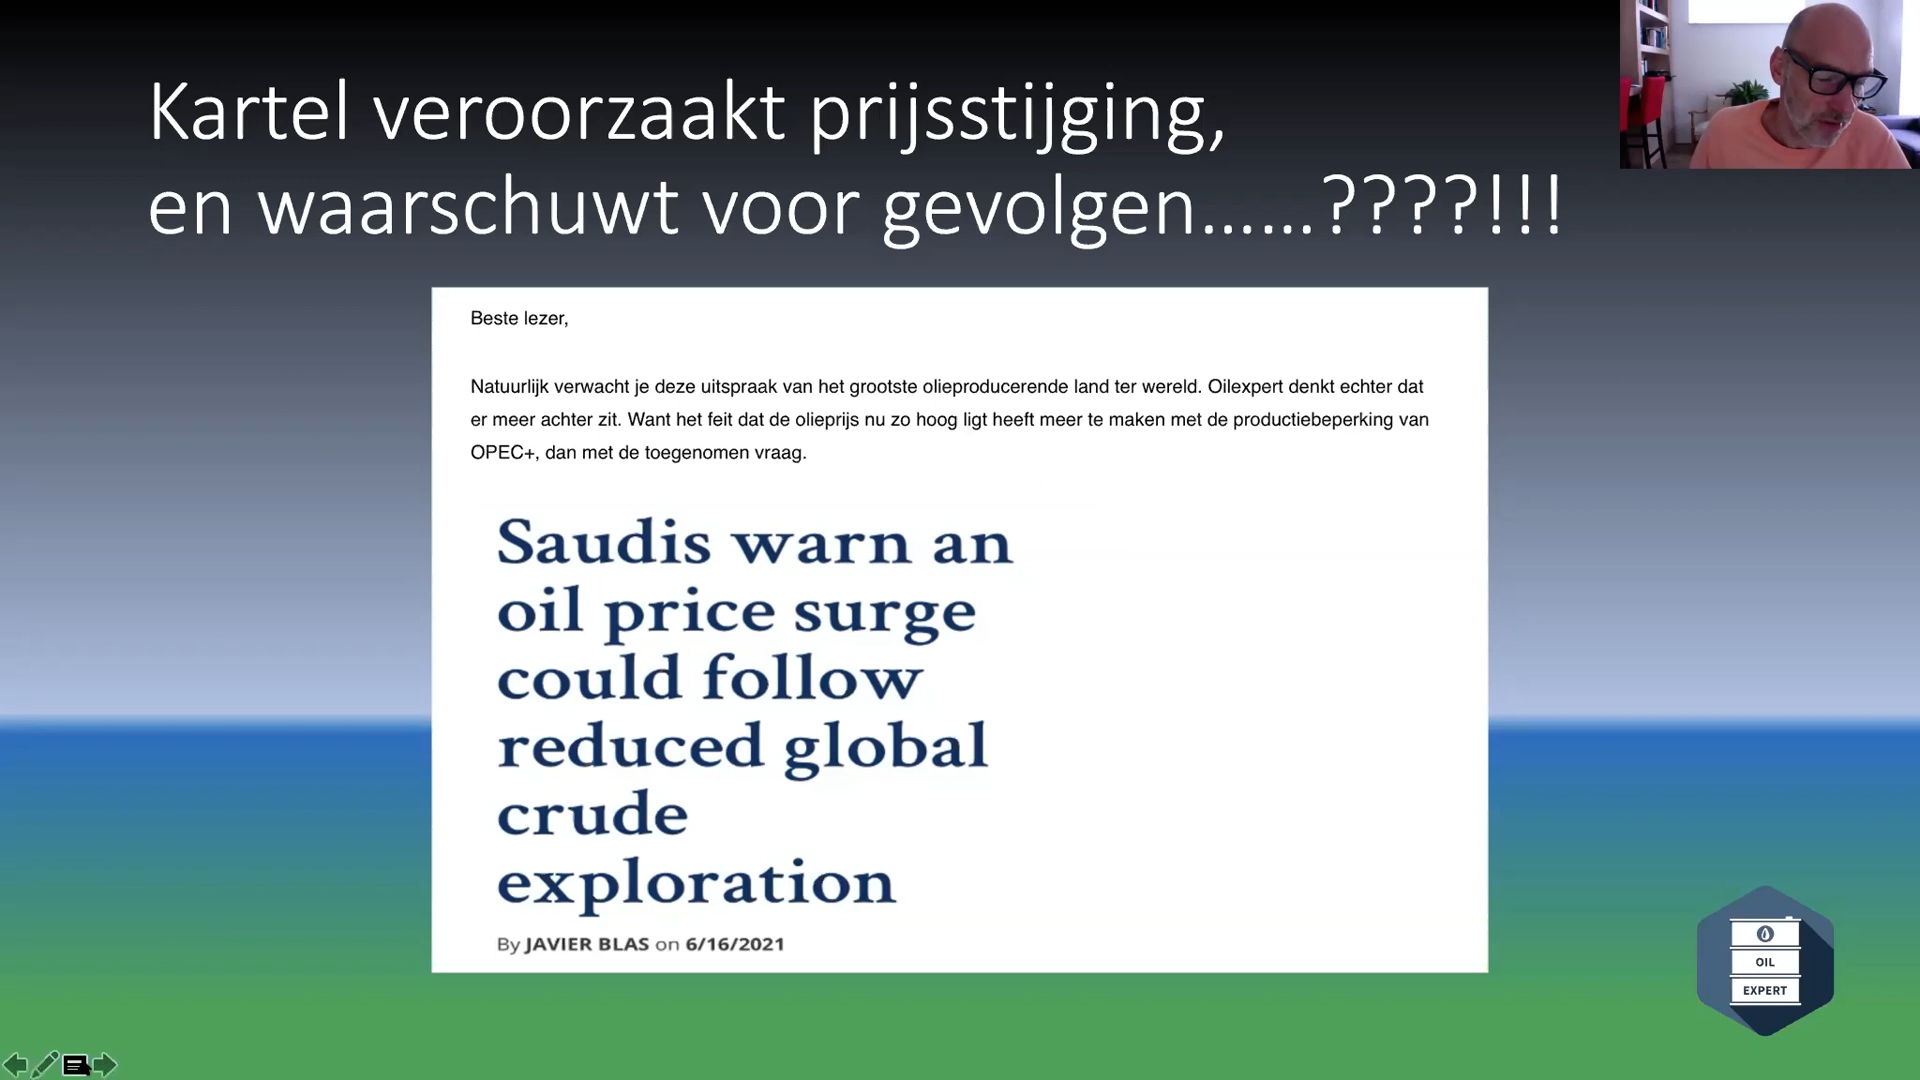 Kartel veroorzaakt prijsstijging,
en waarschuwt voor gevolgen……????!!!
Beste lezer,
Natuurlijk verwacht je deze uitspraak van het grootste olieproducerende land ter wereld. Oilexpert denkt echter dat
er meer achter zit. Want het feit dat de olieprijs nu zo hoog ligt heeft meer te maken met de productiebeperking van
OPEC+, dan met de toegenomen vraag.
Saudis warn an
oil price surge
could follow
reduced global
crude
exploration
By JAVIER BLAS on 6/16/2021
OIL
EXPERT